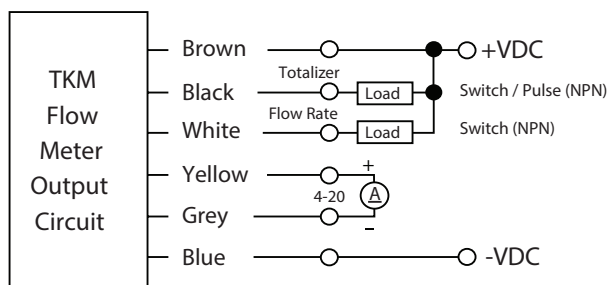 TKM
Flow
Meter
Output
Circuit
Brown
+VDC
Totalizer
Black
Load
Switch / Pulse (NPN)
Flow Rate
White
Load
Switch (NPN)
Yellow
+
4-20
A
Grey
–
Blue
-VDC